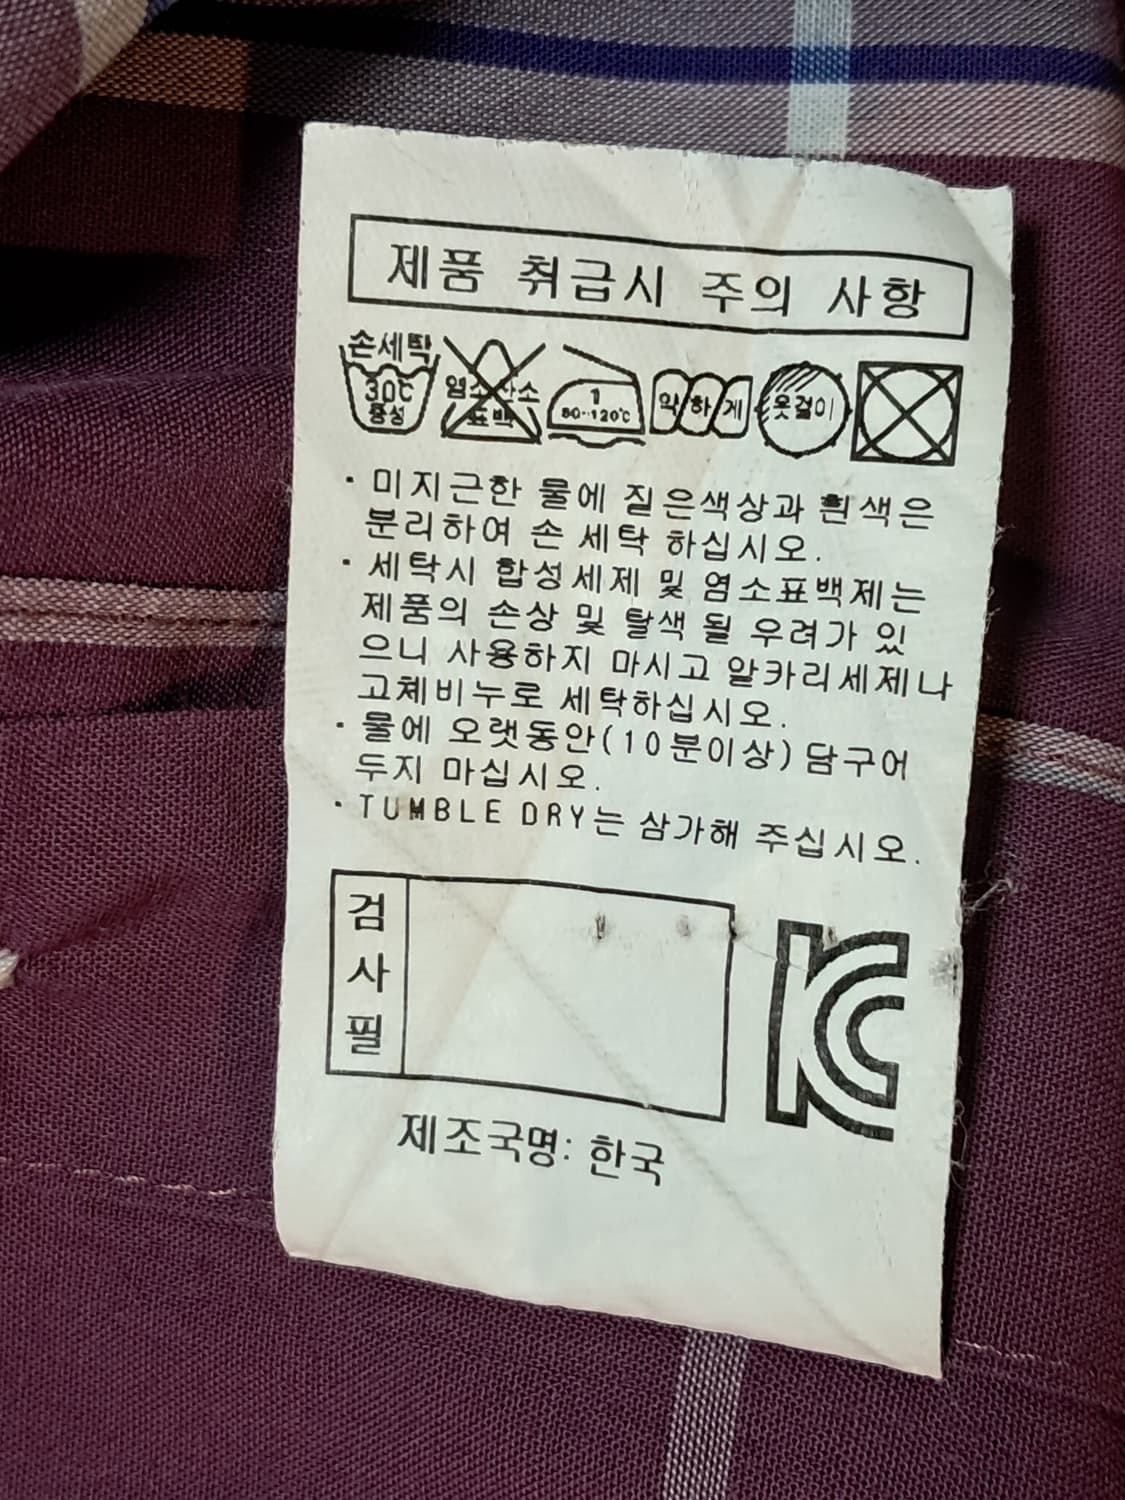 제품 취급시 주의 사항
손세탁
30℃
중성
염소 산소
표백
1
80~120℃
약하게
옷걸이
· 미지근한 물에 짙은색상과 흰색은
분리하여 손 세탁 하십시오.
· 세탁시 합성세제 및 염소표백제는
제품의 손상 및 탈색 될 우려가 있
으니 사용하지 마시고 알카리세제나
고체비누로 세탁하십시오.
· 물에 오랫동안(10분이상)담구어
두지 마십시오.
· TUMBLE DRY는 삼가해 주십시오.
검
사
필
KC
제조국명: 한국